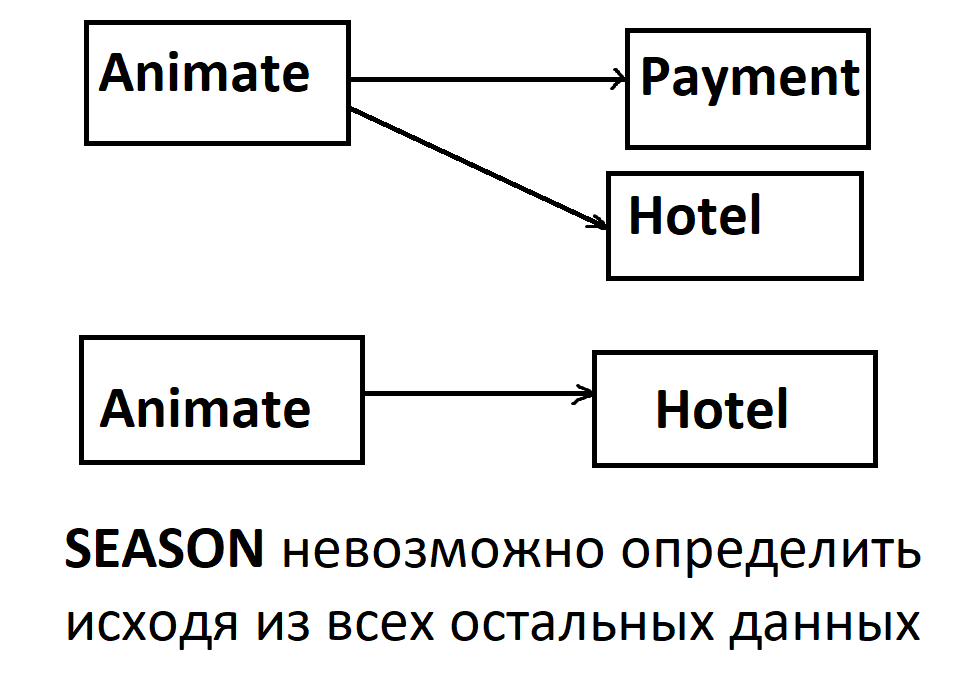 Animate
Payment
Hotel
Animate
Hotel
SEASON невозможно определить
исходя из всех остальных данных